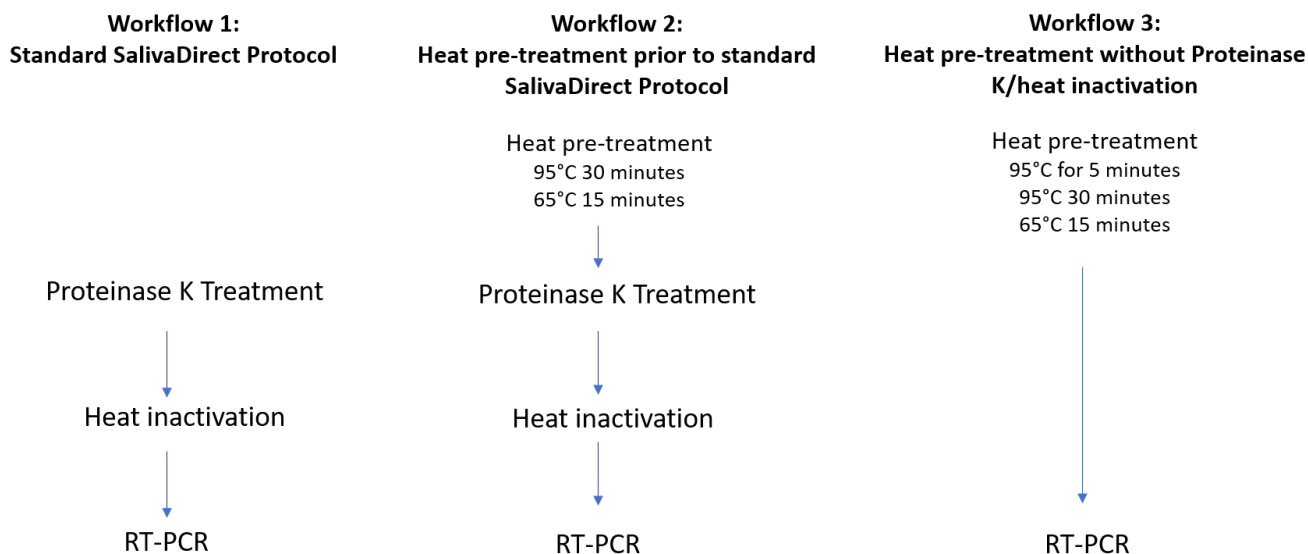 Workflow 1:
Standard SalivaDirect Protocol
Proteinase K Treatment
Heat inactivation
RT-PCR
Workflow 2:
Heat pre-treatment prior to standard
SalivaDirect Protocol
Heat pre-treatment
95°C 30 minutes
65°C 15 minutes
Proteinase K Treatment
Heat inactivation
RT-PCR
Workflow 3:
Heat pre-treatment without Proteinase
K/heat inactivation
Heat pre-treatment
95°C for 5 minutes
95°C 30 minutes
65°C 15 minutes
RT-PCR